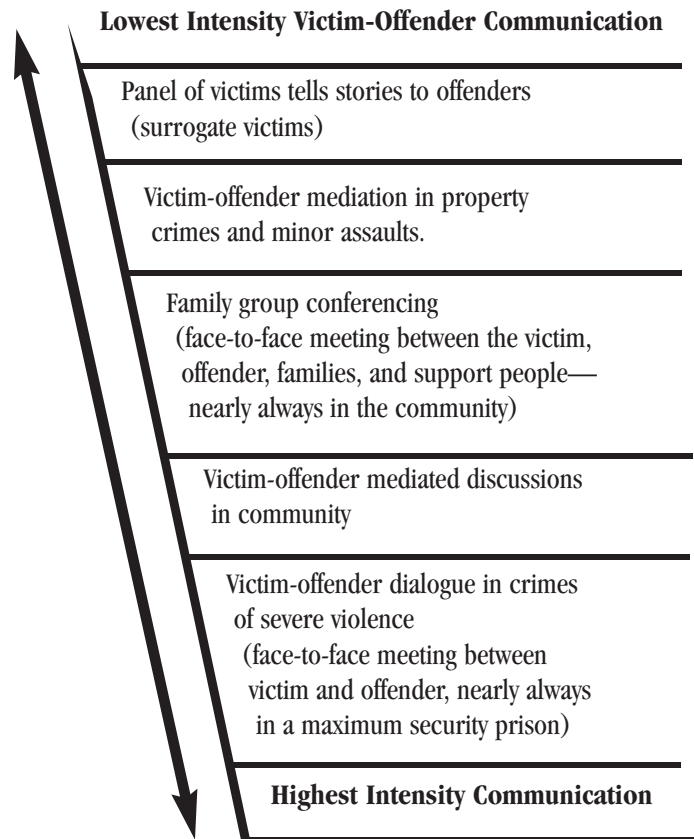 Lowest Intensity Victim-Offender Communication
Panel of victims tells stories to offenders
(surrogate victims)
Victim-offender mediation in property
crimes and minor assaults.
Family group conferencing
(face-to-face meeting between the victim,
offender, families, and support people—
nearly always in the community)
Victim-offender mediated discussions
in community
Victim-offender dialogue in crimes
of severe violence
(face-to-face meeting between
victim and offender, nearly always
in a maximum security prison)
Highest Intensity Communication